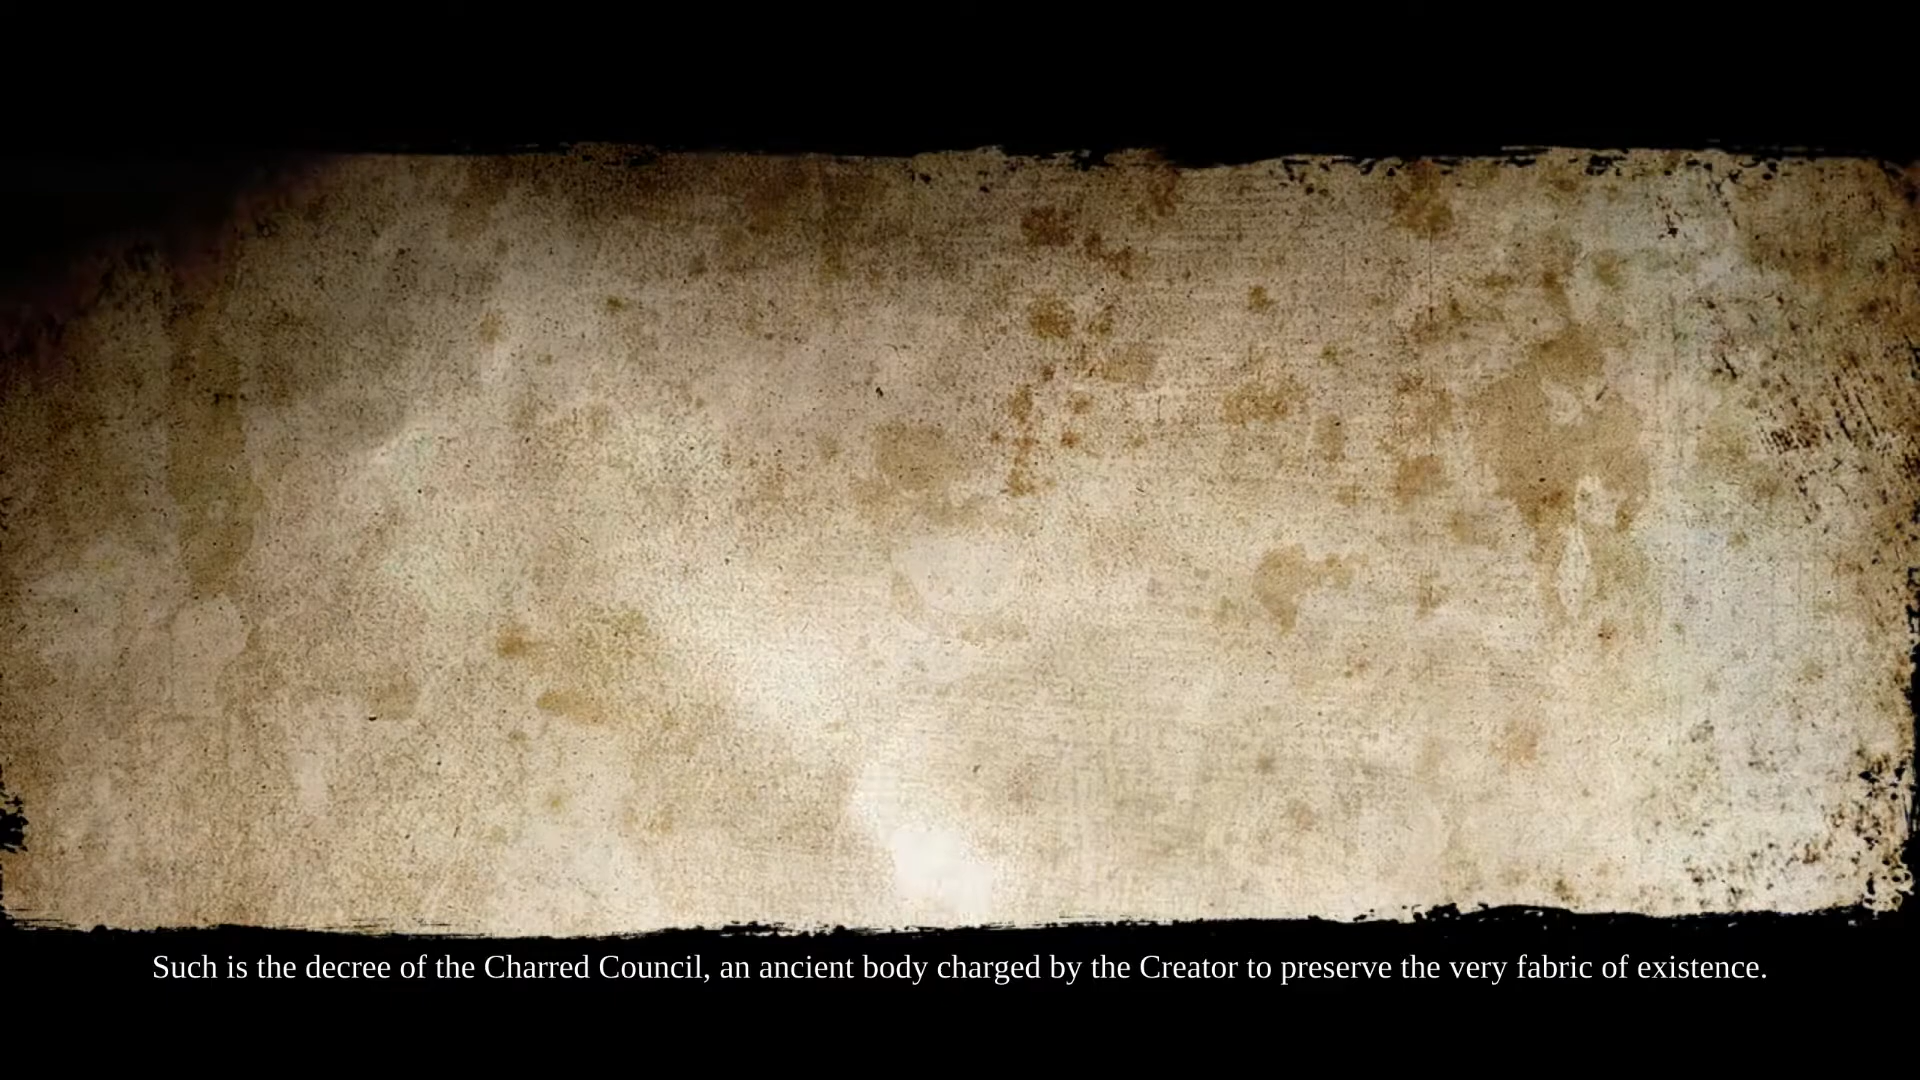 Such is the decree of the Charred Council, an ancient body charged by the Creator to preserve the very fabric of existence.